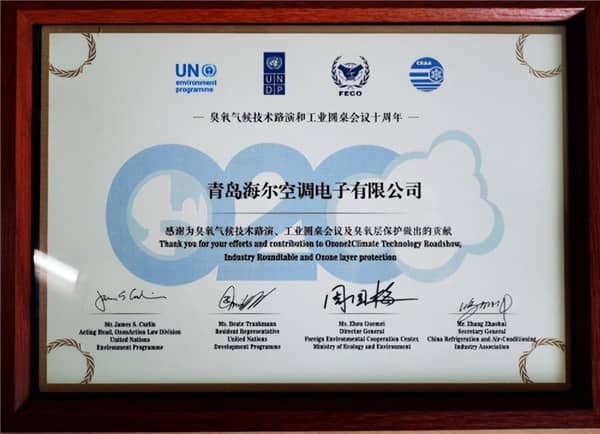 UN
environment
programme
U N
D P
FECO
CRAA
臭氧气候技术路演和工业圆桌会议十周年
O2C
青岛海尔空调电子有限公司
感谢为臭氧气候技术路演、工业圆桌会议及臭氧层保护做出的贡献
Thank you for your efforts and contribution to Ozone2Climate Technology Roadshow,
Industry Roundtable and Ozone layer protection
周国梅
Mr. James S. Curlin
Acting Head, OzonAction Law Division
United Nations
Environment Programme
Ms. Beate Trankmann
Resident Representative
United Nations
Development Programme
Ms. Zhou Guomei
Director General
Foreign Environmental Cooperation Center,
Ministry of Ecology and Environment
Mr. Zhang Zhaohui
Secretary General
China Refrigeration and Air-Conditioning
Industry Association